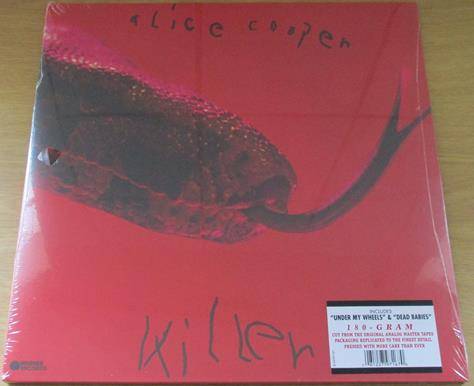 alice cooper
killer
INCLUDES
"UNDER MY WHEELS" & "DEAD BABIES"
180-GRAM
CUT FROM THE ORIGINAL ANALOG MASTER TAPES
PACKAGING REPLICATED TO THE FINEST DETAIL
PRESSED WITH MORE CARE THAN EVER